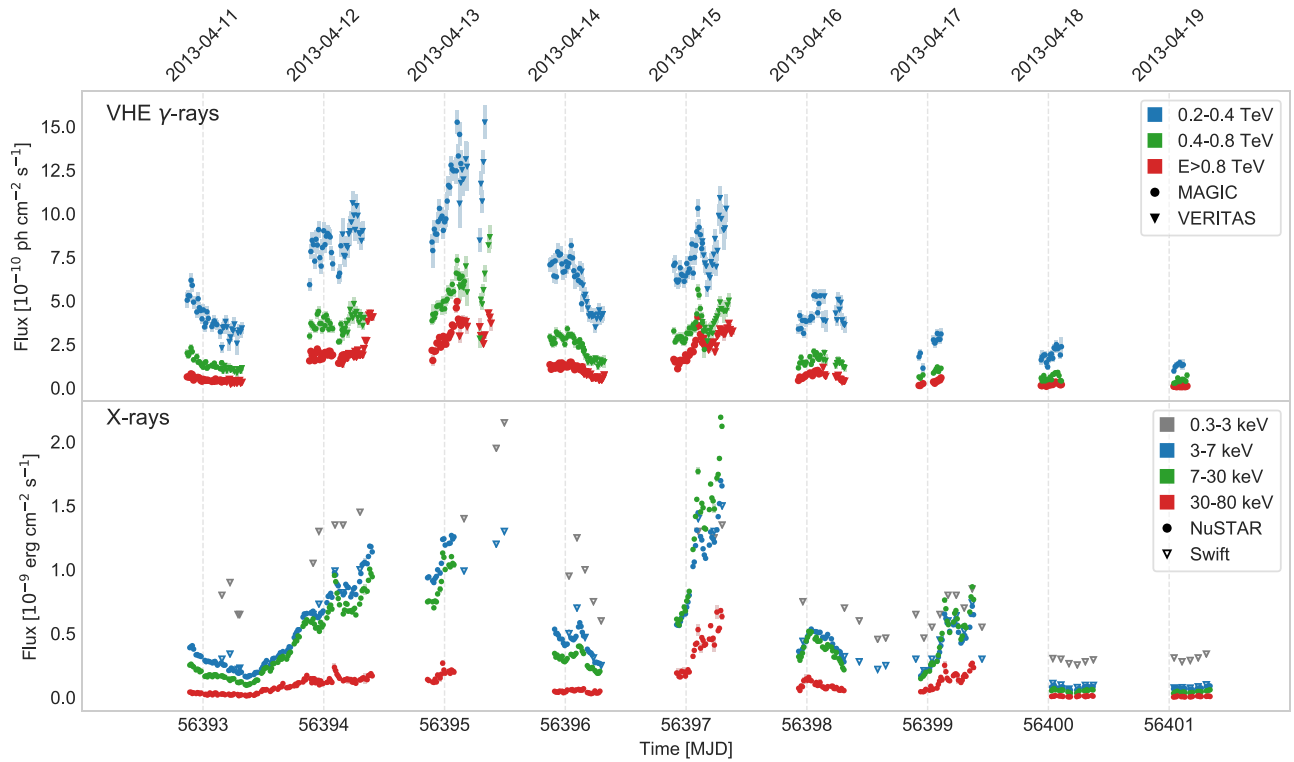 2013-04-11 2013-04-12 2013-04-13 2013-04-14 2013-04-15 2013-04-16 2013-04-17 2013-04-18 2013-04-19
VHE γ-rays
Flux [10⁻¹⁰ ph cm⁻² s⁻¹]
15.0
12.5
10.0
7.5
5.0
2.5
0.0
0.2-0.4 TeV
0.4-0.8 TeV
E>0.8 TeV
MAGIC
VERITAS
X-rays
Flux [10⁻⁹ erg cm⁻² s⁻¹]
2.0
1.5
1.0
0.5
0.0
0.3-3 keV
3-7 keV
7-30 keV
30-80 keV
NuSTAR
Swift
56393 56394 56395 56396 56397 56398 56399 56400 56401
Time [MJD]